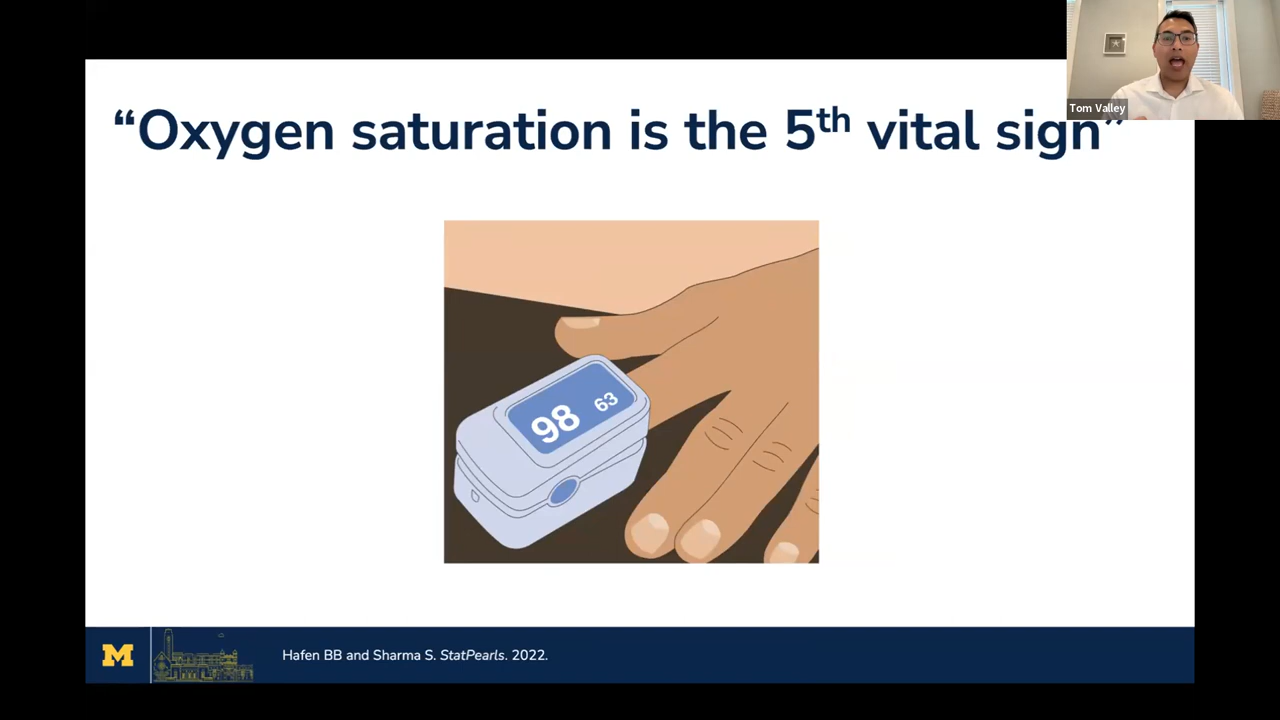 “Oxygen saturation is the 5th vital sign”
Tom Valley
98 63
M
Hafen BB and Sharma S. StatPearls. 2022.